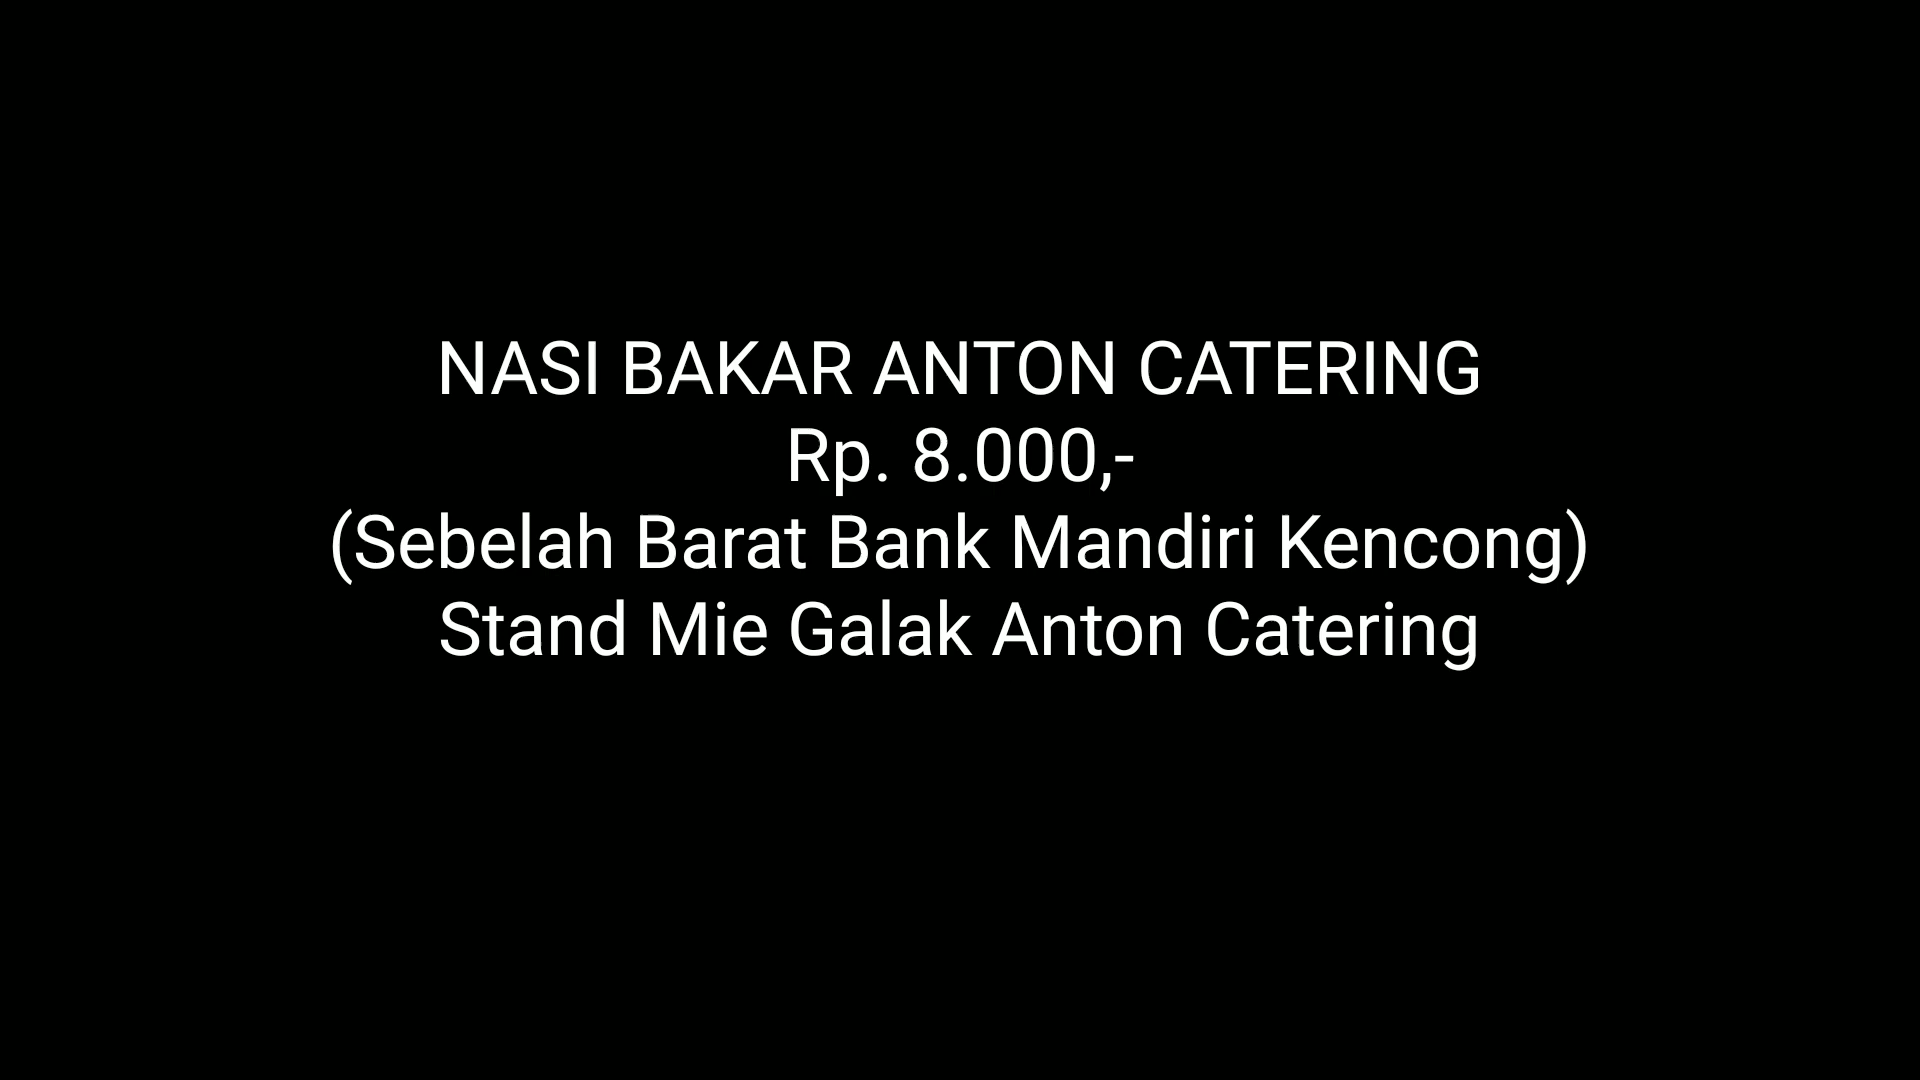 NASI BAKAR ANTON CATERING
Rp. 8.000,-
(Sebelah Barat Bank Mandiri Kencong)
Stand Mie Galak Anton Catering